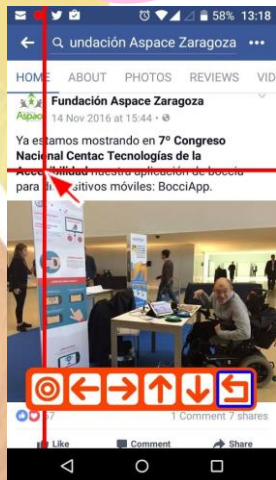 58% 13:18
undación Aspace Zaragoza
HOME ABOUT PHOTOS REVIEWS VID
Aspace
Fundación Aspace Zaragoza
14 Nov 2016 at 15:44
Ya estamos mostrando en 7º Congreso
Nacional Centac Tecnologías de la
nuestra aplicación de boccia
para dispositivos móviles: BocciApp.
1 Comment 7 shares
Like Comment Share